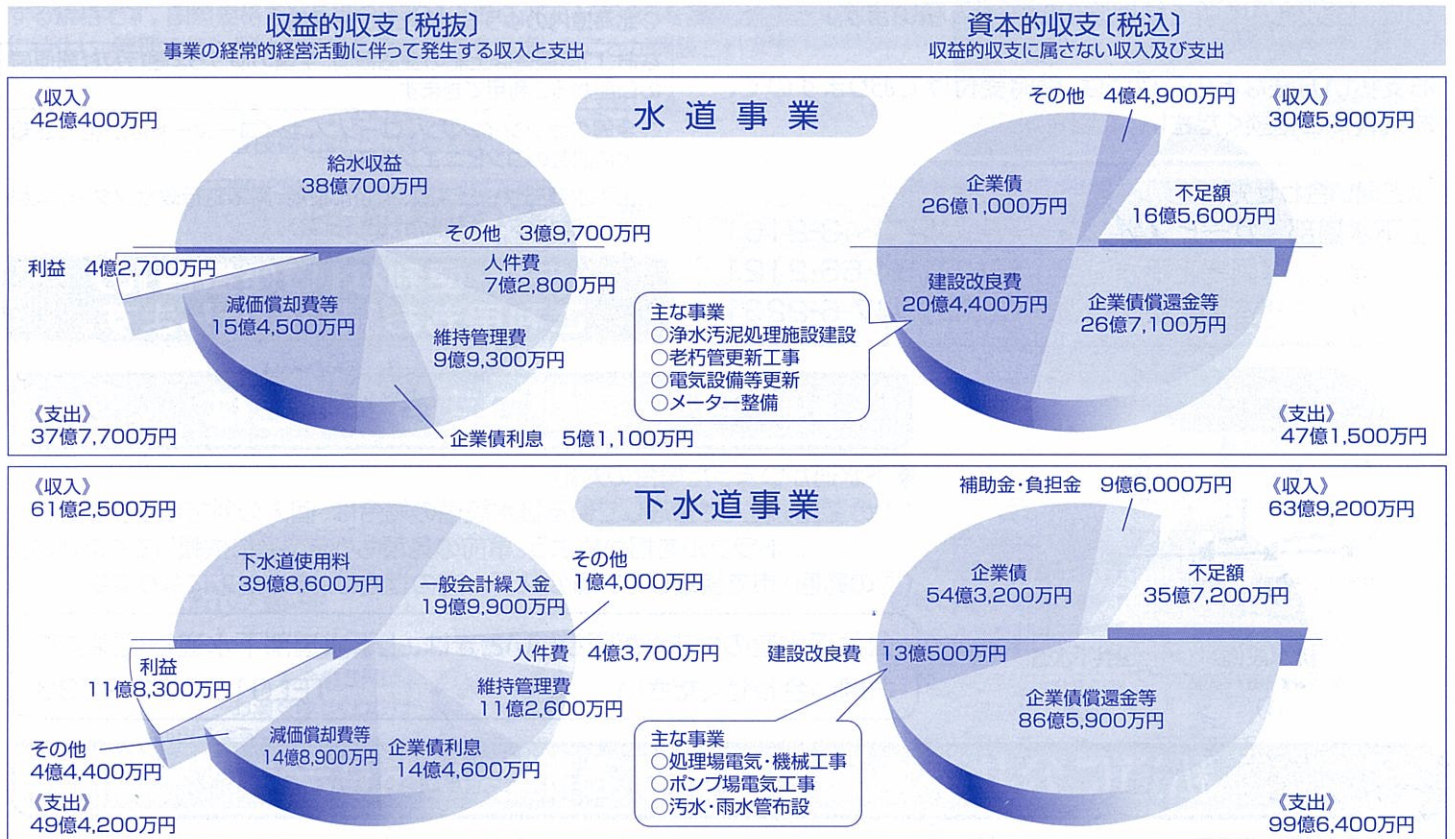 収益的収支〔税抜〕
事業の経常的経営活動に伴って発生する収入と支出
資本的収支〔税込〕
収益的収支に属さない収入及び支出
水道事業
《収入》
42億400万円
給水収益
38億700万円
その他 3億9,700万円
利益 4億2,700万円
人件費
7億2,800万円
減価償却費等
15億4,500万円
維持管理費
9億9,300万円
企業債利息 5億1,100万円
《支出》
37億7,700万円
その他 4億4,900万円
《収入》
30億5,900万円
企業債
26億1,000万円
不足額
16億5,600万円
建設改良費
20億4,400万円
企業債償還金等
26億7,100万円
主な事業
○浄水汚泥処理施設建設
○老朽管更新工事
○電気設備等更新
○メーター整備
《支出》
47億1,500万円
下水道事業
《収入》
61億2,500万円
下水道使用料
39億8,600万円
一般会計繰入金
19億9,900万円
その他
1億4,000万円
利益
11億8,300万円
人件費 4億3,700万円
維持管理費
11億2,600万円
減価償却費等
14億8,900万円
企業債利息
14億4,600万円
その他
4億4,400万円
《支出》
49億4,200万円
補助金・負担金 9億6,000万円
《収入》
63億9,200万円
企業債
54億3,200万円
不足額
35億7,200万円
建設改良費 13億500万円
企業債償還金等
86億5,900万円
主な事業
○処理場電気・機械工事
○ポンプ場電気工事
○汚水・雨水管布設
《支出》
99億6,400万円